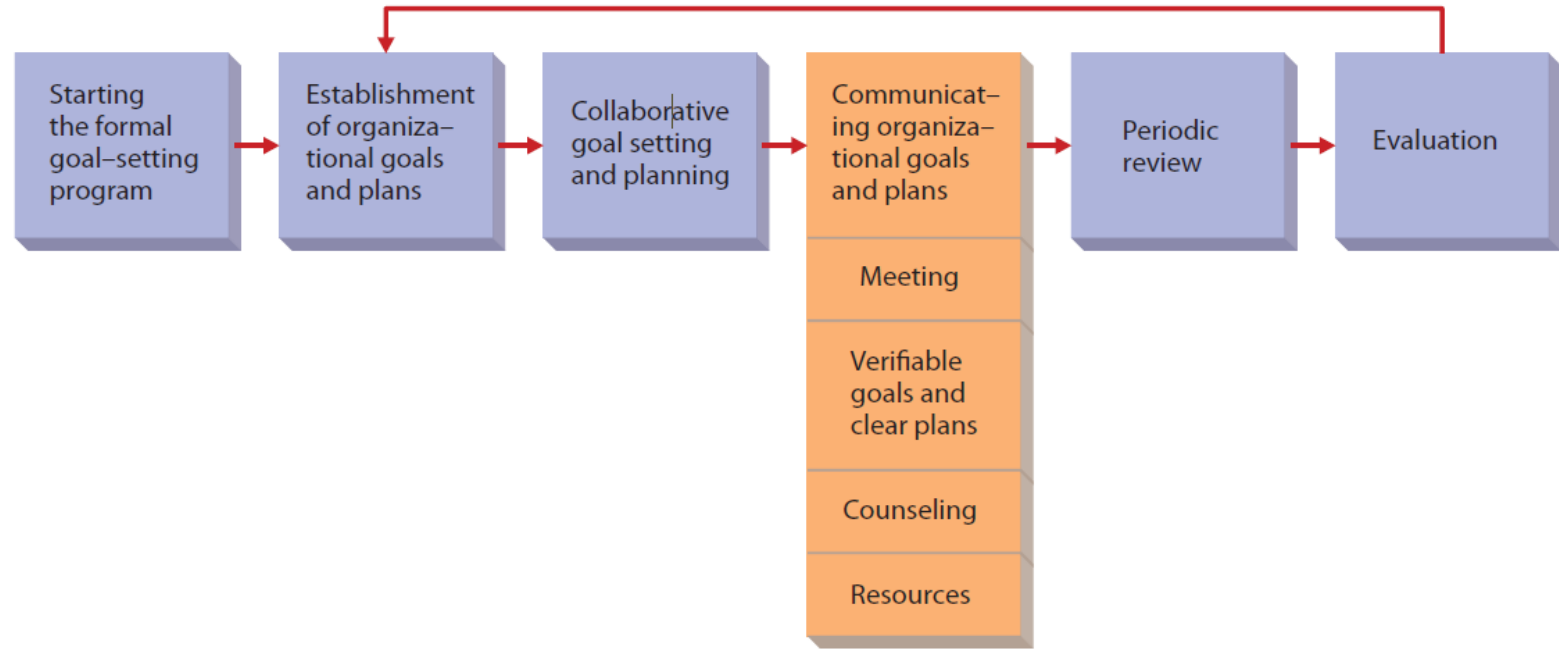 Starting
the formal
goal–setting
program
Establishment
of organiza–
tional goals
and plans
Collaborative
goal setting
and planning
Communicat–
ing organiza–
tional goals
and plans
Meeting
Verifiable
goals and
clear plans
Counseling
Resources
Periodic
review
Evaluation